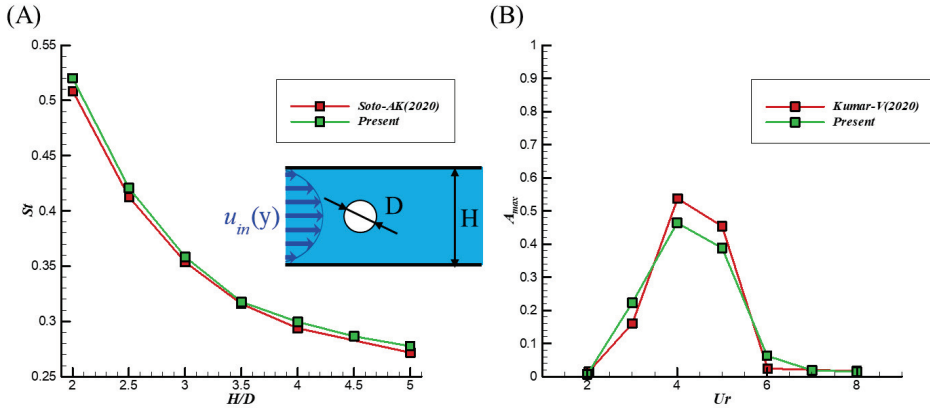 (A)
0.55
0.5
0.45
0.4
0.35
0.3
0.25
St
2 2.5 3 3.5 4 4.5 5
H/D
Soto-AK(2020)
Present
u_in(y)
D
H
(B)
1
0.9
0.8
0.7
0.6
0.5
0.4
0.3
0.2
0.1
0
A_max
2 4 6 8
Ur
Kumar-V(2020)
Present